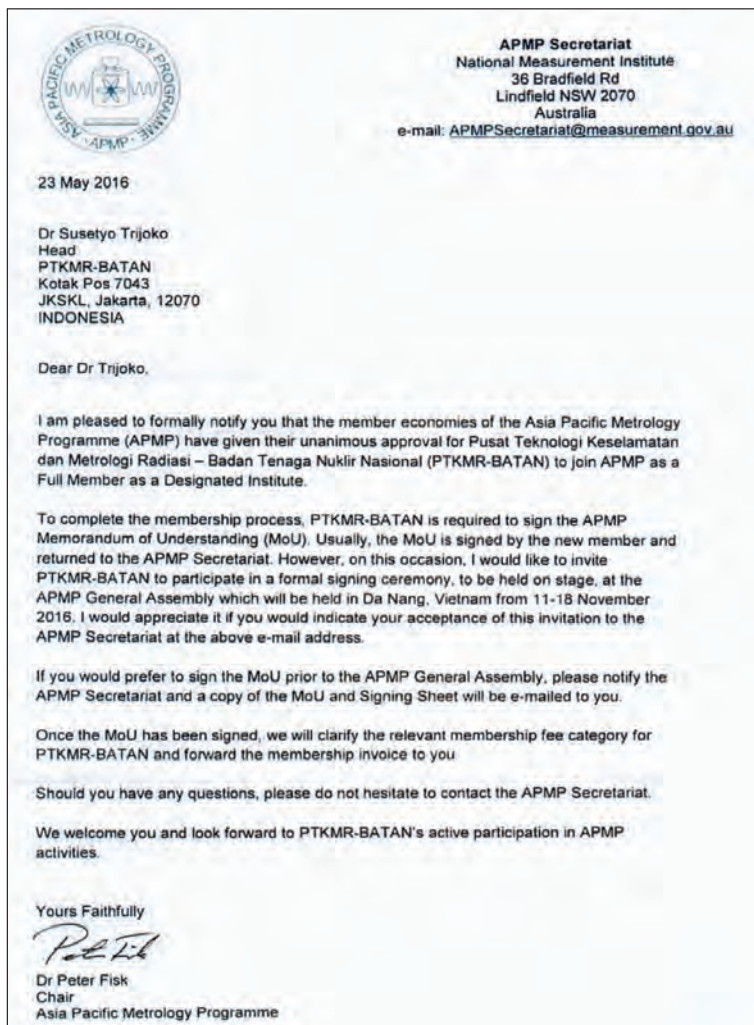 ASIA PACIFIC METROLOGY PROGRAMME
· APMP ·
APMP Secretariat
National Measurement Institute
36 Bradfield Rd
Lindfield NSW 2070
Australia
e-mail: APMPSecretariat@measurement.gov.au
23 May 2016
Dr Susetyo Trijoko
Head
PTKMR-BATAN
Kotak Pos 7043
JKSKL, Jakarta, 12070
INDONESIA
Dear Dr Trijoko,
I am pleased to formally notify you that the member economies of the Asia Pacific Metrology
Programme (APMP) have given their unanimous approval for Pusat Teknologi Keselamatan
dan Metrologi Radiasi – Badan Tenaga Nuklir Nasional (PTKMR-BATAN) to join APMP as a
Full Member as a Designated Institute.
To complete the membership process, PTKMR-BATAN is required to sign the APMP
Memorandum of Understanding (MoU). Usually, the MoU is signed by the new member and
returned to the APMP Secretariat. However, on this occasion, I would like to invite
PTKMR-BATAN to participate in a formal signing ceremony, to be held on stage, at the
APMP General Assembly which will be held in Da Nang, Vietnam from 11-18 November
2016. I would appreciate it if you would indicate your acceptance of this invitation to the
APMP Secretariat at the above e-mail address.
If you would prefer to sign the MoU prior to the APMP General Assembly, please notify the
APMP Secretariat and a copy of the MoU and Signing Sheet will be e-mailed to you.
Once the MoU has been signed, we will clarify the relevant membership fee category for
PTKMR-BATAN and forward the membership invoice to you
Should you have any questions, please do not hesitate to contact the APMP Secretariat.
We welcome you and look forward to PTKMR-BATAN's active participation in APMP
activities.
Yours Faithfully
Dr Peter Fisk
Chair
Asia Pacific Metrology Programme